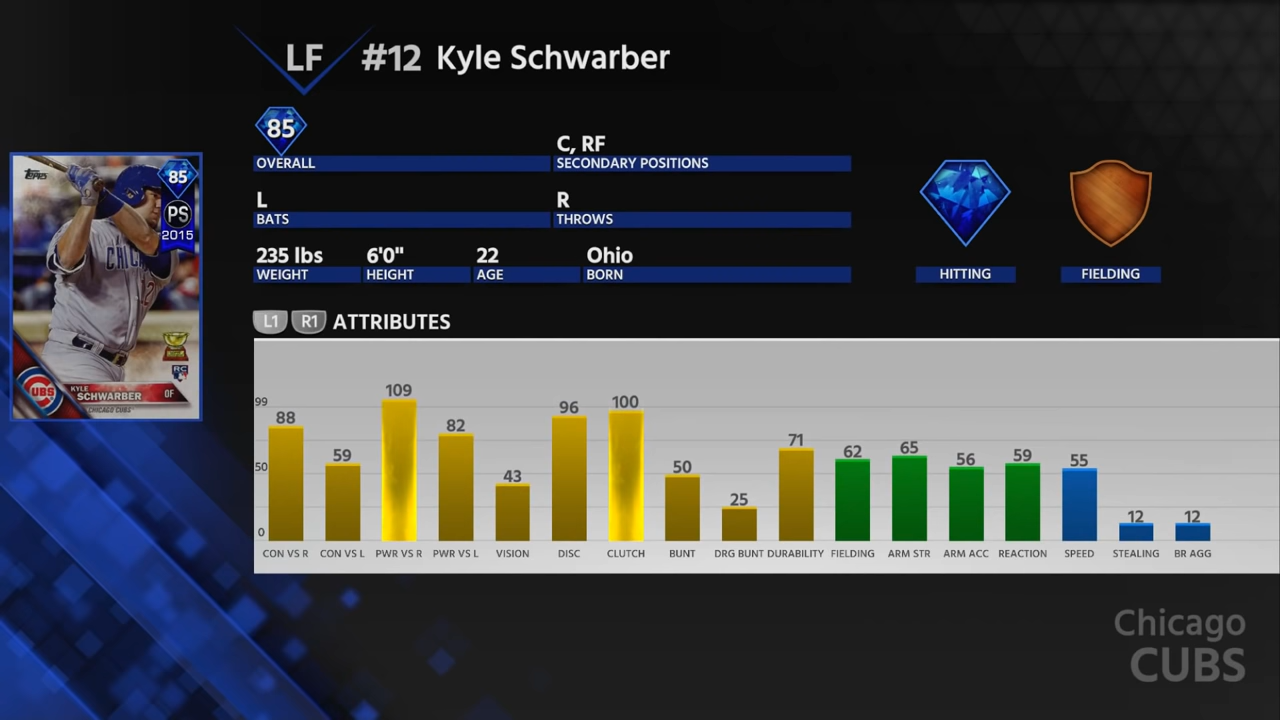 LF #12 Kyle Schwarber
85
OVERALL
C, RF
SECONDARY POSITIONS
L
BATS
R
THROWS
235 lbs
WEIGHT
6'0"
HEIGHT
22
AGE
Ohio
BORN
HITTING
FIELDING
Topps
85
PS
2015
CHIC
12
CUBS
RC
KYLE
SCHWARBER OF
CHICAGO CUBS
L1 R1 ATTRIBUTES
99
50
0
88 59 109 82 43 96 100 50 25 71 62 65 56 59 55 12 12
CON VS R CON VS L PWR VS R PWR VS L VISION DISC CLUTCH BUNT DRG BUNT DURABILITY FIELDING ARM STR ARM ACC REACTION SPEED STEALING BR AGG
Chicago
CUBS